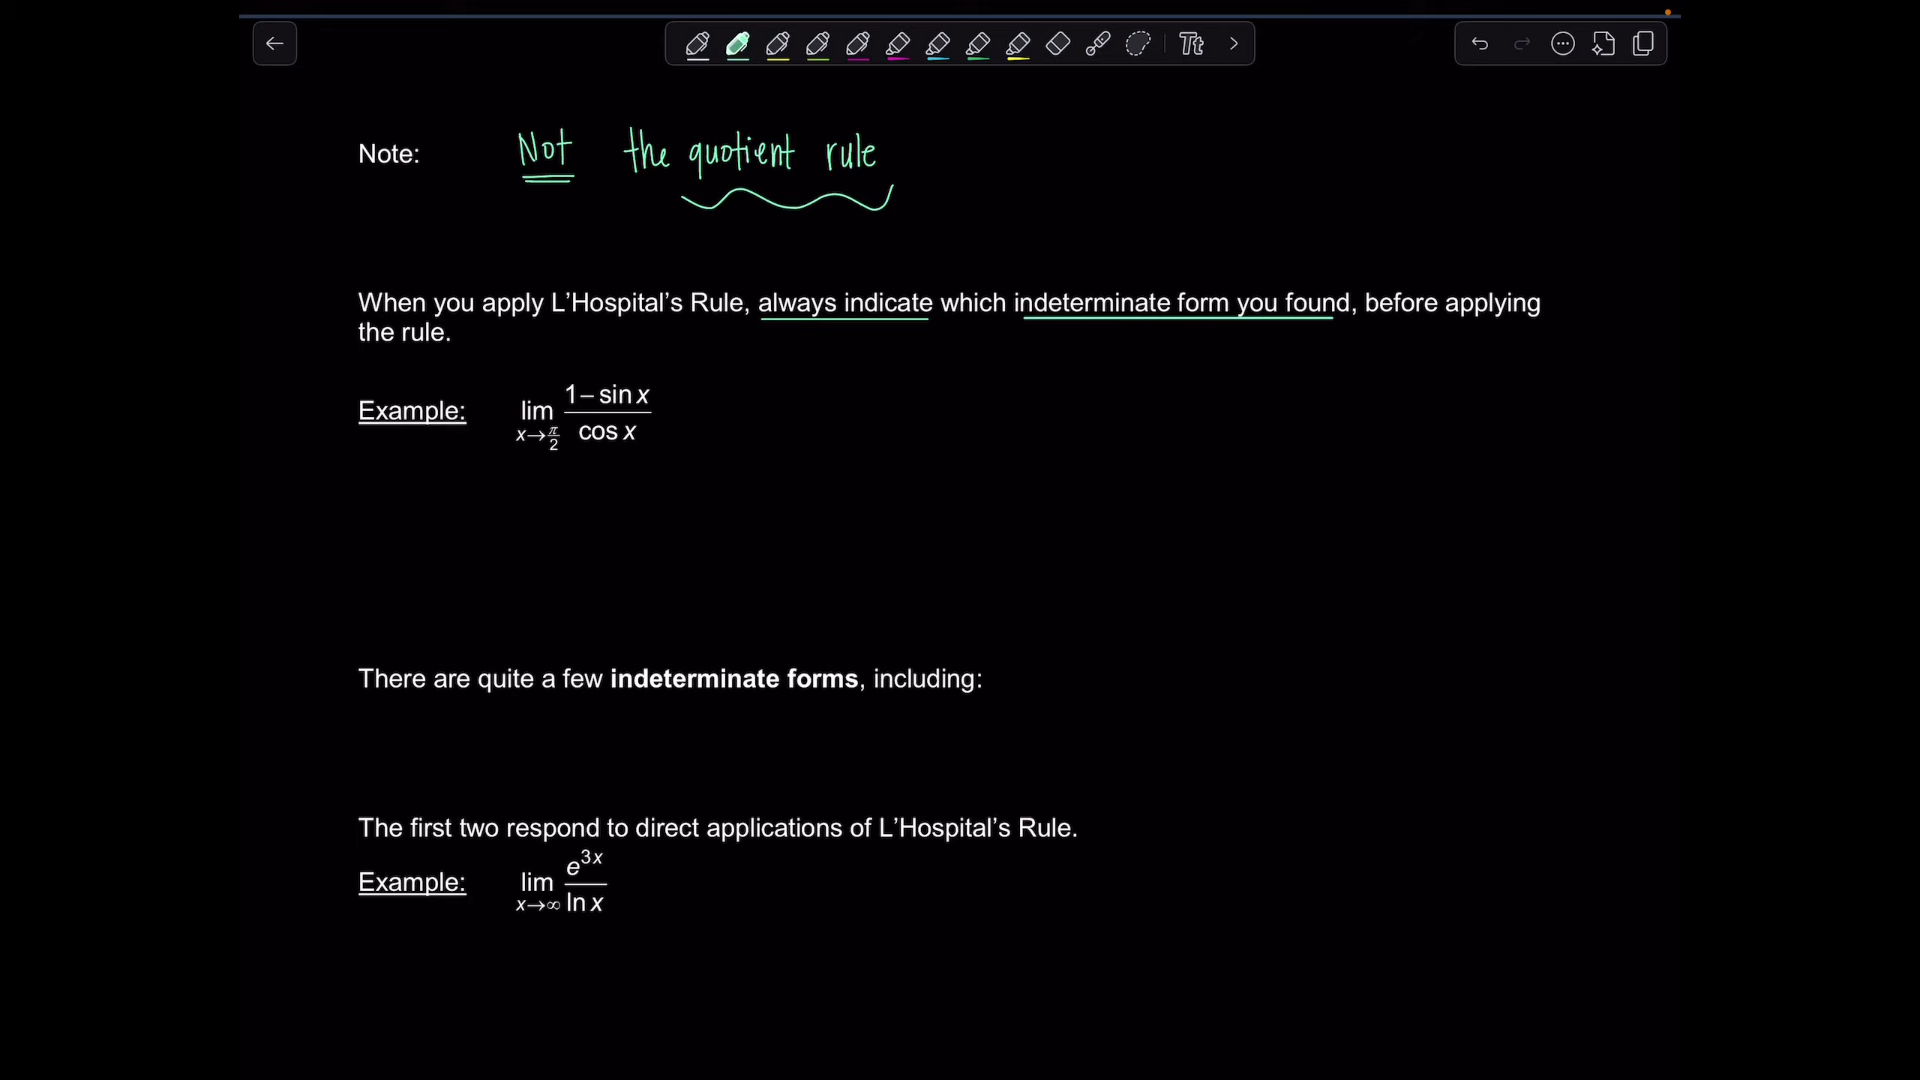 Tt
Note: Not the quotient rule
When you apply L’Hospital’s Rule, always indicate which indeterminate form you found, before applying
the rule.
Example: lim x→π/2 (1 – sin x)/(cos x)
There are quite a few indeterminate forms, including:
The first two respond to direct applications of L’Hospital’s Rule.
Example: lim x→∞ e^{3x}/(ln x)